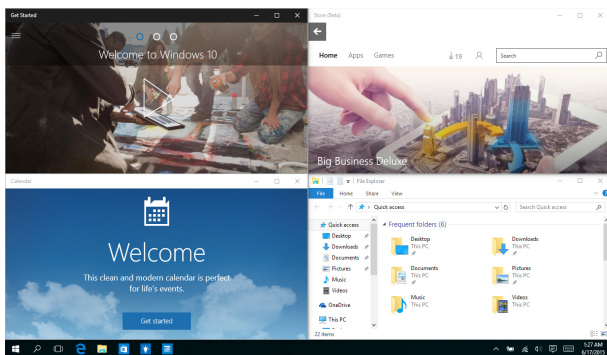 Get Started
Welcome to Windows 10
Store (Beta)
Home Apps Games 19 Search
Big Business Deluxe
Calendar
Welcome
This clean and modern calendar is perfect
for life's events.
Get started
File Explorer
File Home Share View
Quick access Search Quick access
Quick access
Desktop
Downloads
Documents
Pictures
Music
Videos
OneDrive
This PC
22 items
Frequent folders (6)
Desktop
This PC
Downloads
This PC
Documents
This PC
Pictures
This PC
Music
This PC
Videos
This PC
1:27 AM
6/17/2015